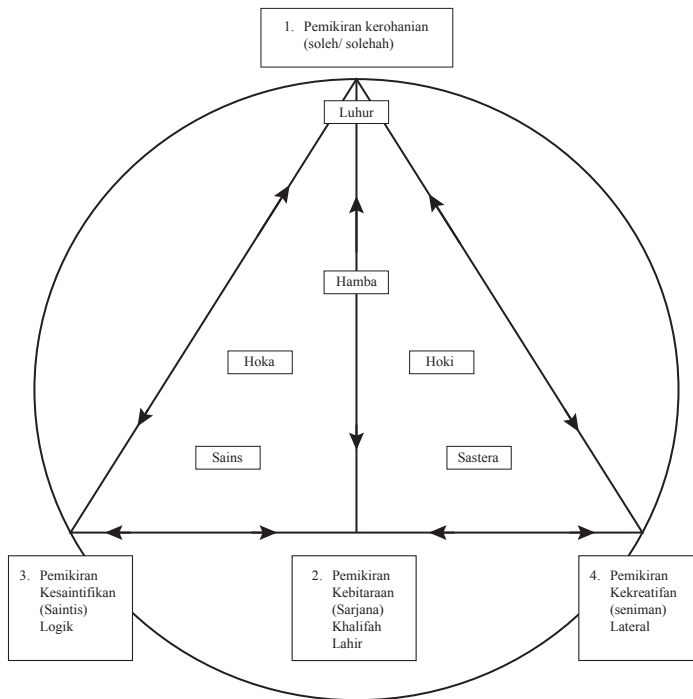 1. Pemikiran kerohanian
(soleh/ solehah)
Luhur
Hamba
Hoka
Hoki
Sains
Sastera
3. Pemikiran
Kesaintifikan
(Saintis)
Logik
2. Pemikiran
Kebitaraan
(Sarjana)
Khalifah
Lahir
4. Pemikiran
Kekreatifan
(seniman)
Lateral